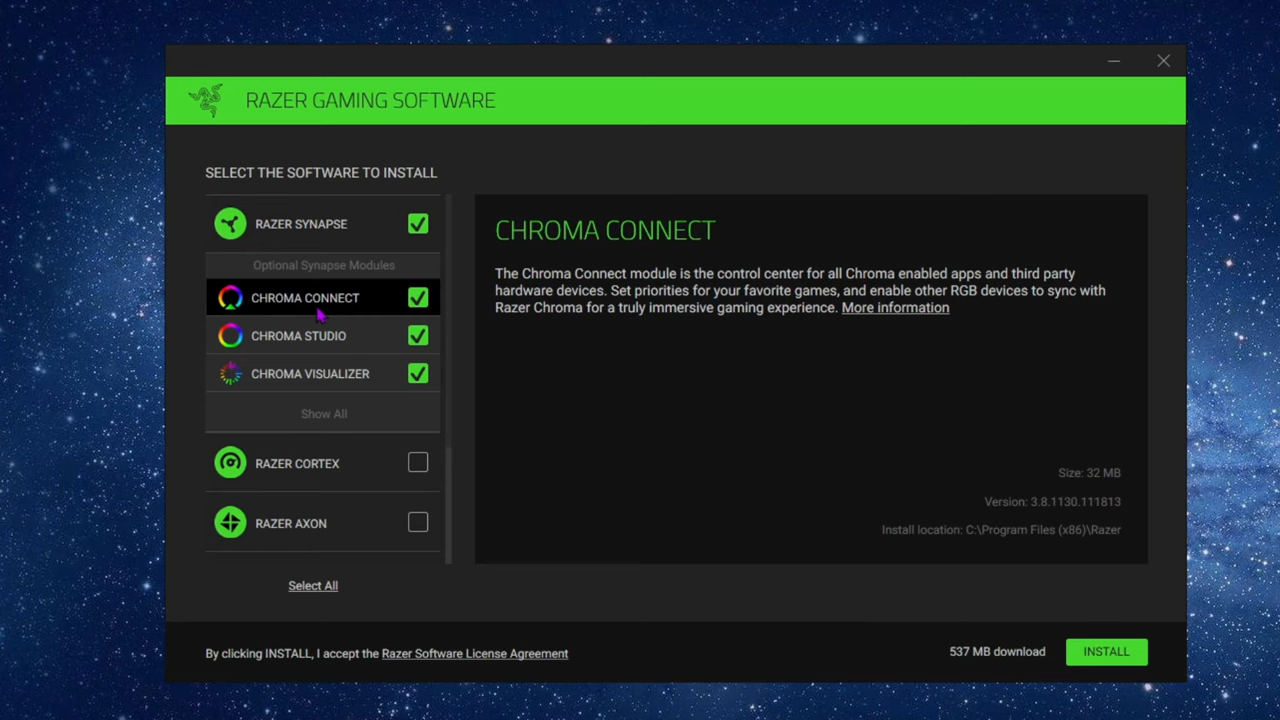 RAZER GAMING SOFTWARE
SELECT THE SOFTWARE TO INSTALL
RAZER SYNAPSE
Optional Synapse Modules
CHROMA CONNECT
CHROMA STUDIO
CHROMA VISUALIZER
Show All
RAZER CORTEX
RAZER AXON
Select All
CHROMA CONNECT
The Chroma Connect module is the control center for all Chroma enabled apps and third party
hardware devices. Set priorities for your favorite games, and enable other RGB devices to sync with
Razer Chroma for a truly immersive gaming experience. More information
Size: 32 MB
Version: 3.8.1130.111813
Install location: C:\Program Files (x86)\Razer
By clicking INSTALL, I accept the Razer Software License Agreement
537 MB download
INSTALL